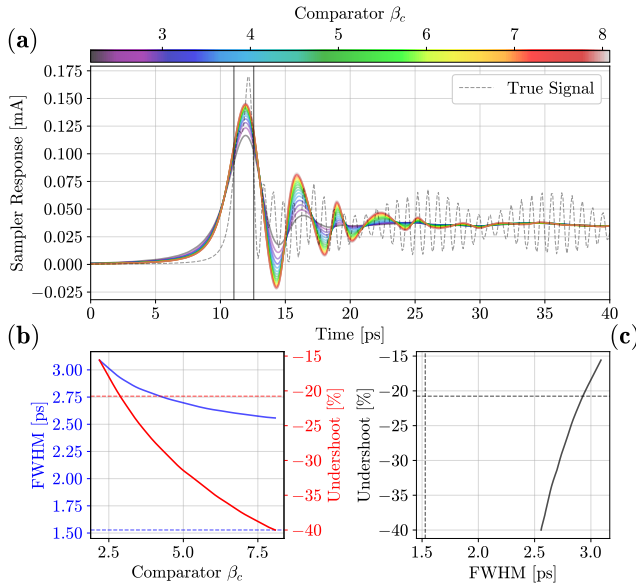 Comparator β_c
(a)
3 4 5 6 7 8
0.175
0.150
0.125
0.100
0.075
0.050
0.025
0.000
−0.025
Sampler Response [mA]
True Signal
0 5 10 15 20 25 30 35 40
Time [ps]
(b)
3.00
2.75
2.50
2.25
2.00
1.75
1.50
FWHM [ps]
2.5 5.0 7.5
Comparator β_c
−15
−20
−25
−30
−35
−40
Undershoot [%]
(c)
−15
−20
−25
−30
−35
−40
Undershoot [%]
1.5 2.0 2.5 3.0
FWHM [ps]